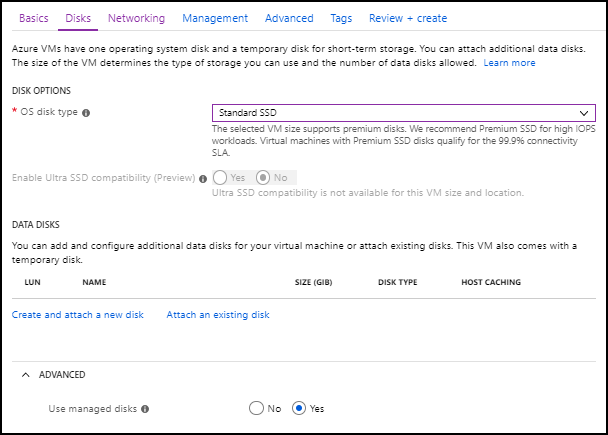 Basics Disks Networking Management Advanced Tags Review + create
Azure VMs have one operating system disk and a temporary disk for short-term storage. You can attach additional data disks.
The size of the VM determines the type of storage you can use and the number of data disks allowed. Learn more
DISK OPTIONS
* OS disk type Standard SSD
The selected VM size supports premium disks. We recommend Premium SSD for high IOPS
workloads. Virtual machines with Premium SSD disks qualify for the 99.9% connectivity
SLA.
Enable Ultra SSD compatibility (Preview) Yes No
Ultra SSD compatibility is not available for this VM size and location.
DATA DISKS
You can add and configure additional data disks for your virtual machine or attach existing disks. This VM also comes with a
temporary disk.
LUN NAME SIZE (GIB) DISK TYPE HOST CACHING
Create and attach a new disk Attach an existing disk
ADVANCED
Use managed disks No Yes